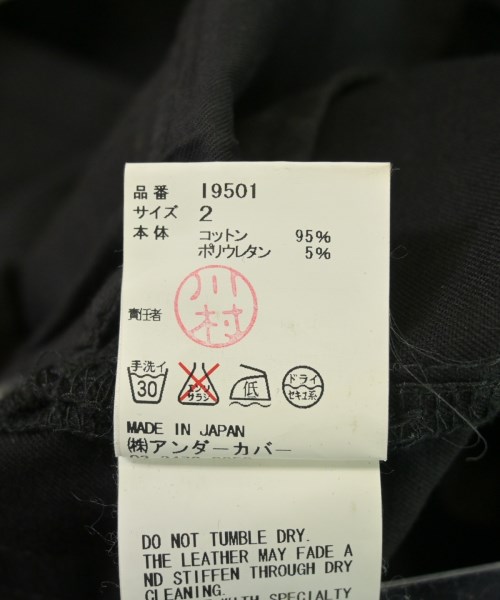 品番 19501
サイズ 2
本体 コットン 95%
ポリウレタン 5%
責任者 川村
手洗イ 30
エンソ サラシ
低
ドライ セキユ系
MADE IN JAPAN
(株)アンダーカバー
DO NOT TUMBLE DRY.
THE LEATHER MAY FADE A
ND STIFFEN THROUGH DRY
CLEANING.
WITH SPECIALTY